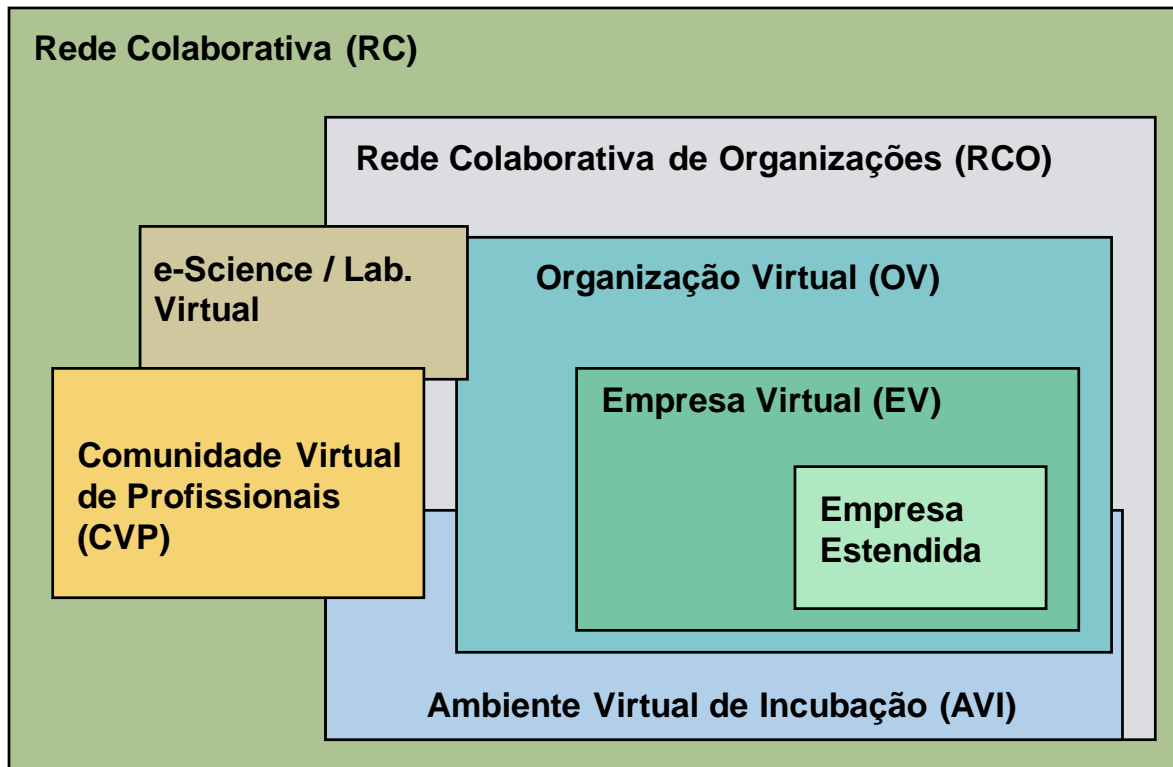 Rede Colaborativa (RC)
Rede Colaborativa de Organizações (RCO)
e-Science / Lab.
Virtual
Organização Virtual (OV)
Empresa Virtual (EV)
Comunidade Virtual
de Profissionais
(CVP)
Empresa
Estendida
Ambiente Virtual de Incubação (AVI)